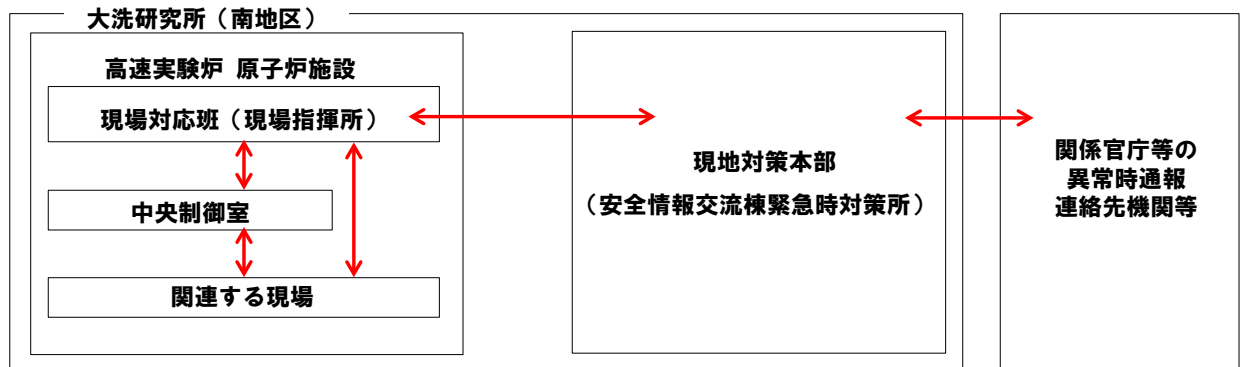 大洗研究所（南地区）
高速実験炉 原子炉施設
現場対応班（現場指揮所）
中央制御室
関連する現場
現地対策本部
（安全情報交流棟緊急時対策所）
関係官庁等の
異常時通報
連絡先機関等